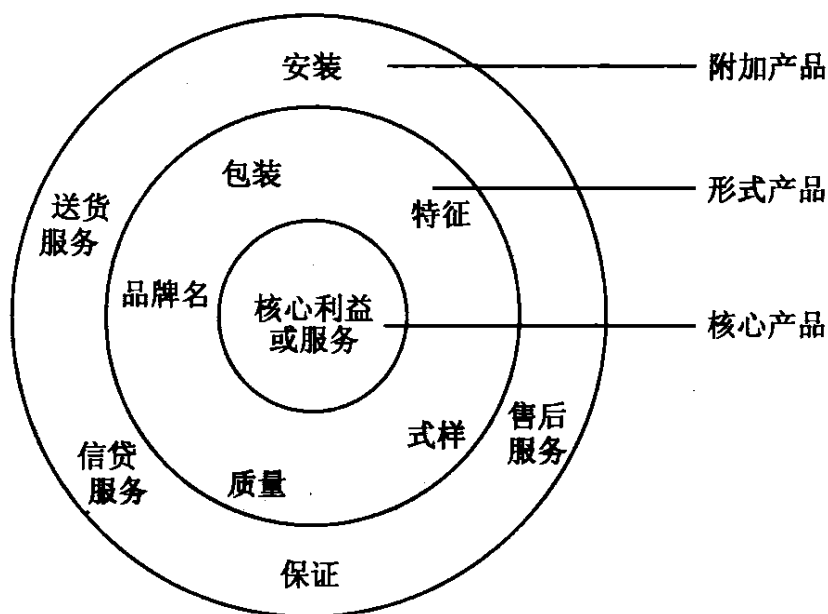 安装
附加产品
包装
形式产品
特征
送货
服务
品牌名
核心利益
或服务
核心产品
售后
服务
式样
信贷
服务
质量
保证